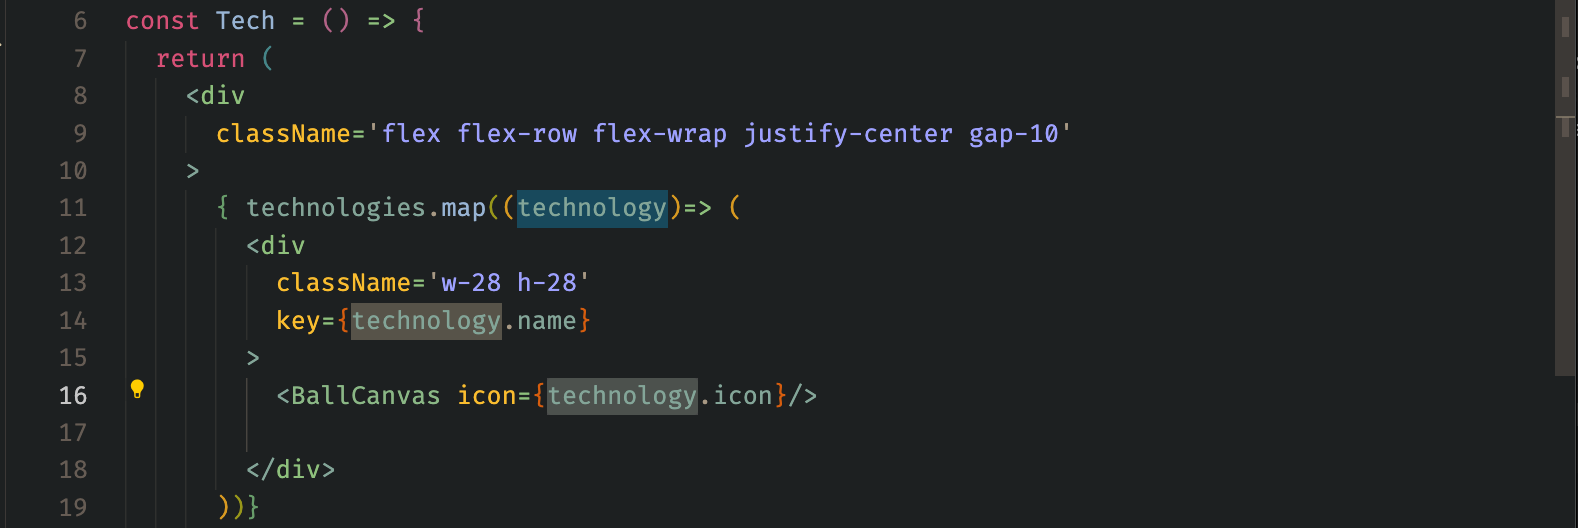 6 const Tech = () => {
7 return (
8 <div
9 className='flex flex-row flex-wrap justify-center gap-10'
10 >
11 { technologies.map((technology)=> (
12 <div
13 className='w-28 h-28'
14 key={technology.name}
15 >
16 <BallCanvas icon={technology.icon}/>
17
18 </div>
19 ))}